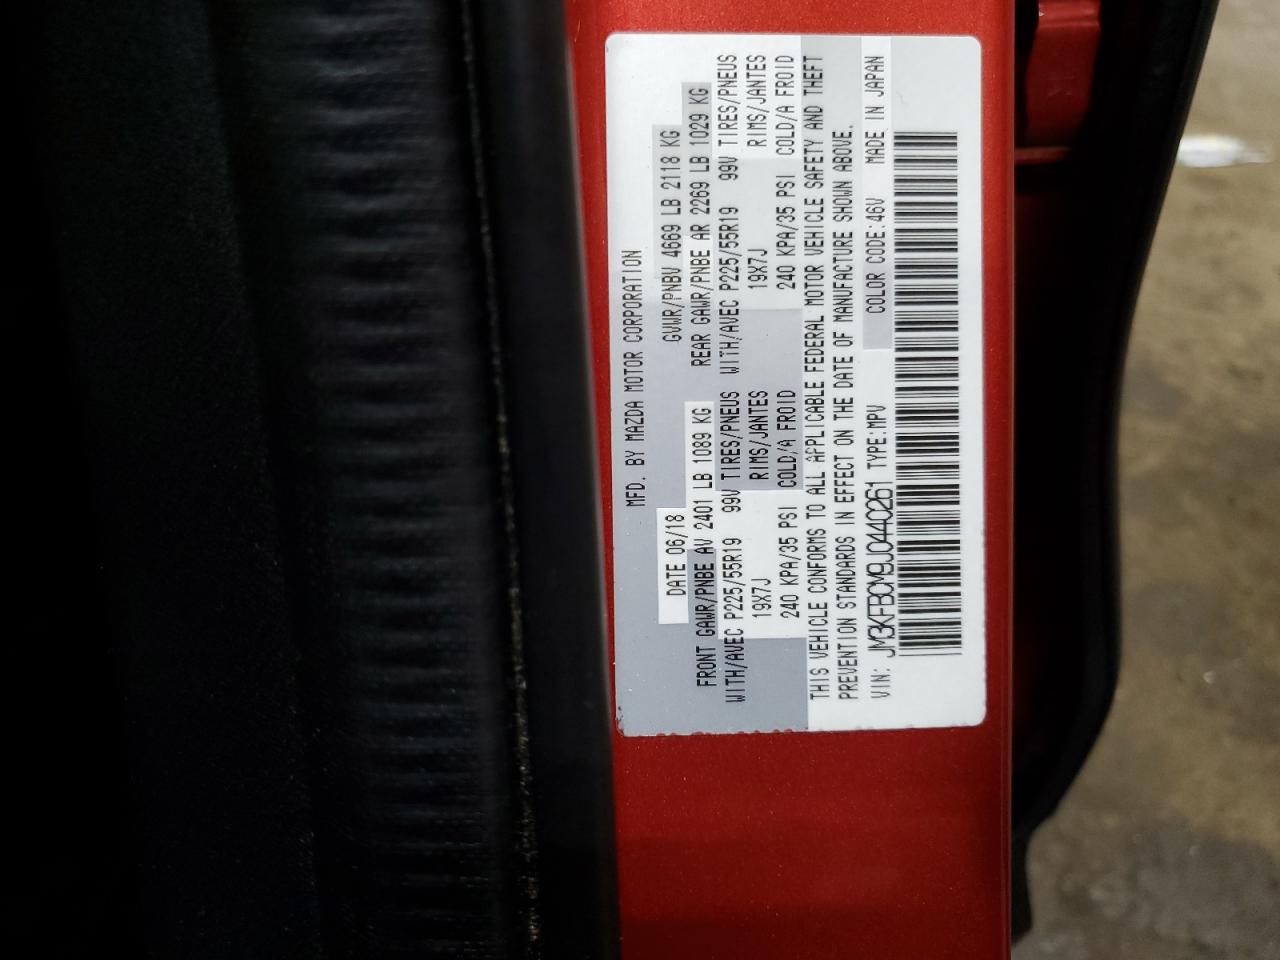 MFD. BY MAZDA MOTOR CORPORATION
DATE 06/18 GVWR/PNBV 4669 LB 2118 KG
FRONT GAWR/PNBE AV 2401 LB 1089 KG REAR GAWR/PNBE AR 2269 LB 1029 KG
WITH/AVEC P225/55R19 99V TIRES/PNEUS WITH/AVEC P225/55R19 99V TIRES/PNEUS
19X7J RIMS/JANTES 19X7J RIMS/JANTES
240 KPA/35 PSI COLD/A FROID 240 KPA/35 PSI COLD/A FROID
THIS VEHICLE CONFORMS TO ALL APPLICABLE FEDERAL MOTOR VEHICLE SAFETY AND THEFT
PREVENTION STANDARDS IN EFFECT ON THE DATE OF MANUFACTURE SHOWN ABOVE.
VIN: JM3KFBCM9J0440261 TYPE:MPV COLOR CODE:46V MADE IN JAPAN